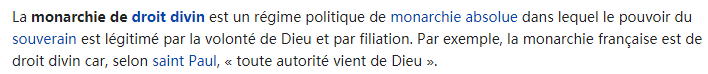 La monarchie de droit divin est un régime politique de monarchie absolue dans lequel le pouvoir du
souverain est légitimé par la volonté de Dieu et par filiation. Par exemple, la monarchie française est de
droit divin car, selon saint Paul, « toute autorité vient de Dieu ».